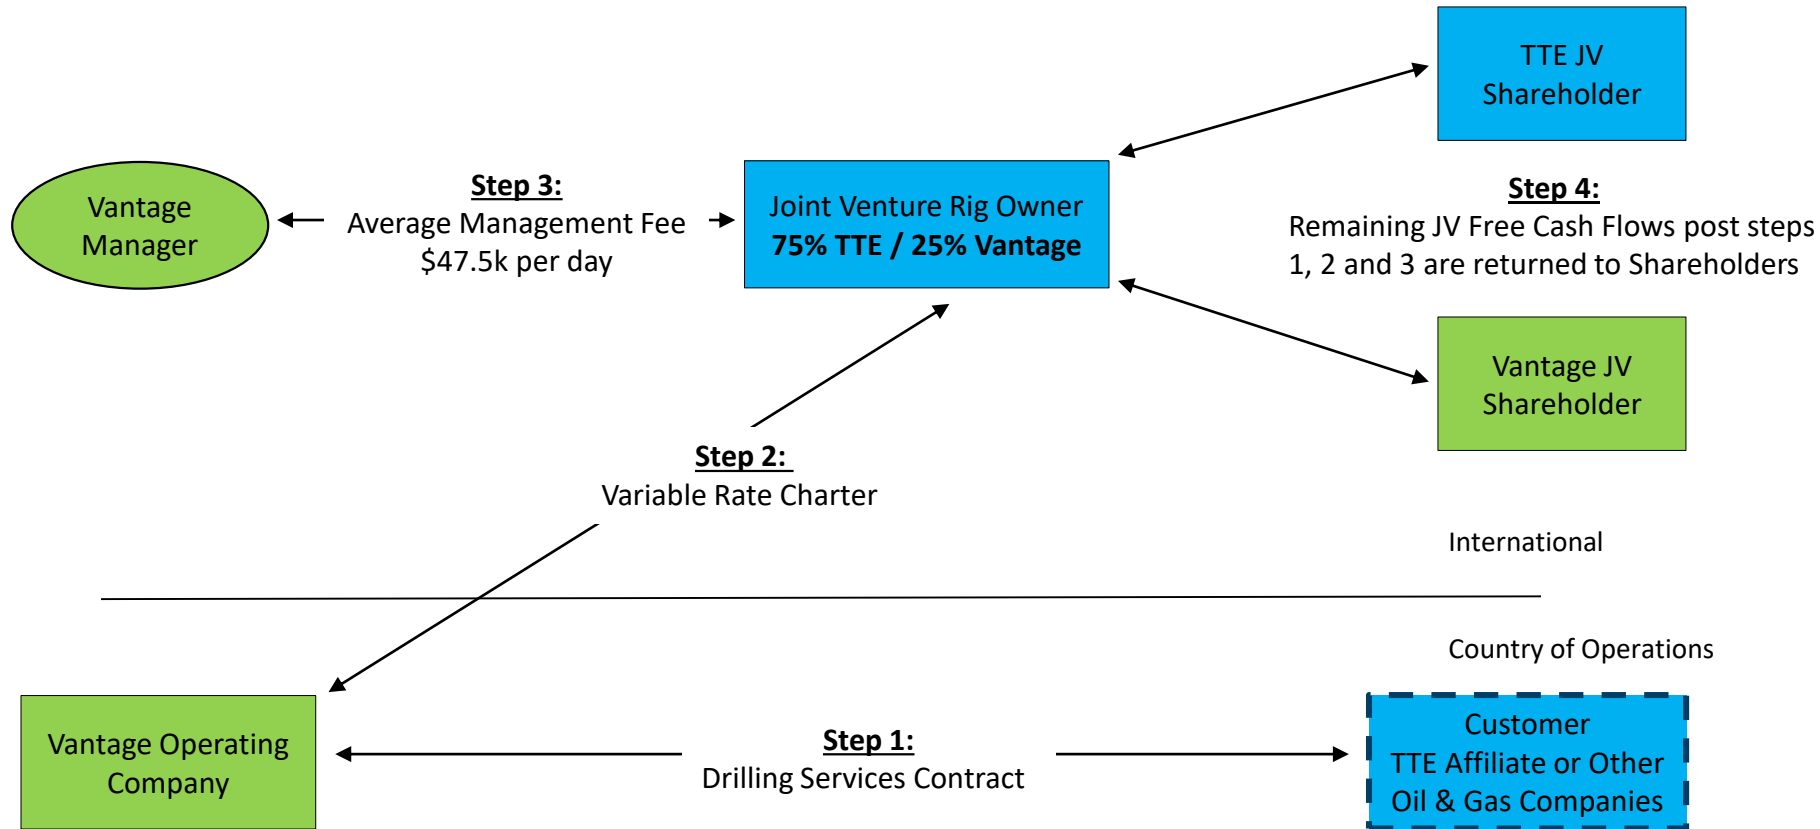 TTE JV
Shareholder
Vantage
Manager
Step 3:
Average Management Fee
$47.5k per day
Joint Venture Rig Owner
75% TTE / 25% Vantage
Step 4:
Remaining JV Free Cash Flows post steps
1, 2 and 3 are returned to Shareholders
Vantage JV
Shareholder
Step 2:
Variable Rate Charter
International
Country of Operations
Vantage Operating
Company
Step 1:
Drilling Services Contract
Customer
TTE Affiliate or Other
Oil & Gas Companies